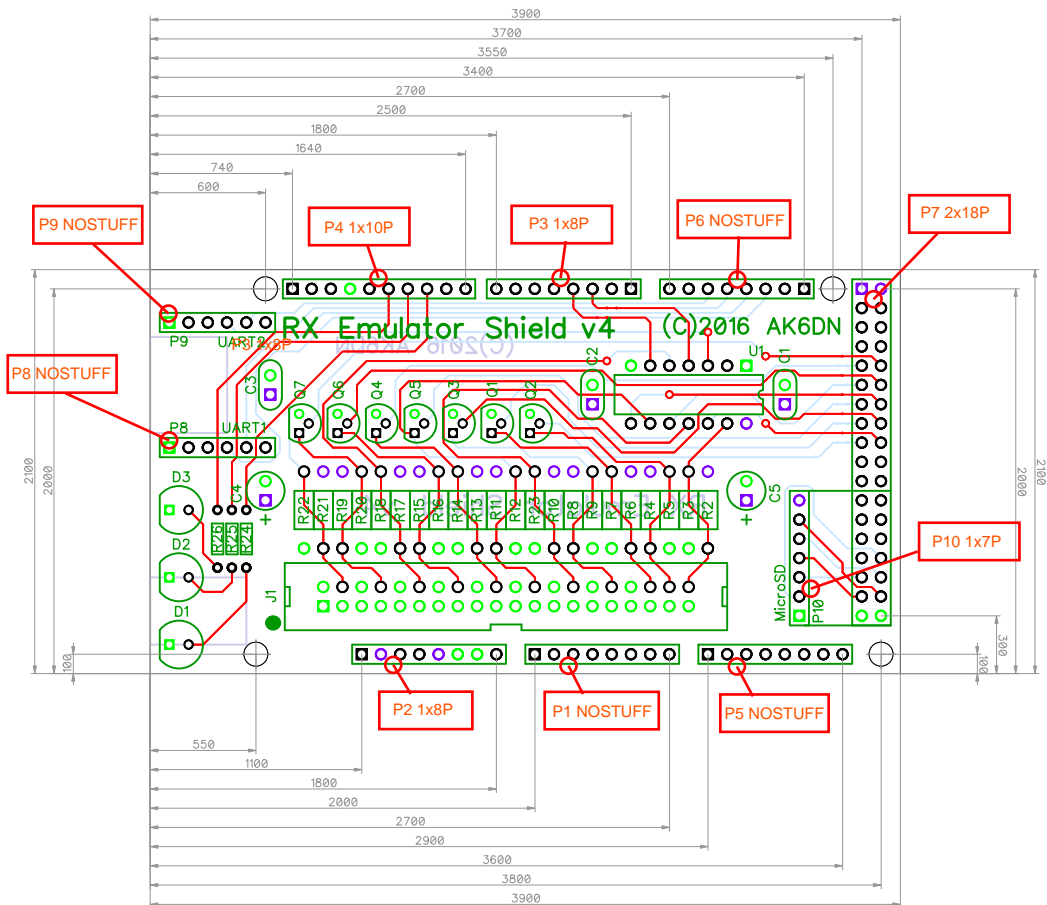 3900
3700
3550
3400
2700
2500
1800
1640
740
600
P9 NOSTUFF
P4 1x10P
P3 1x8P
P6 NOSTUFF
P7 2x18P
RX Emulator Shield v4
(C)2016 AK6DN
P9
UART2
P3 1x8P
(C)2016 AK6DN
U1
C2
C1
P8 NOSTUFF
C3
Q7
Q6
Q4
Q5
Q3
Q1
Q2
P8
UART1
2100
2000
2000
2100
D3
C4
+
C5
+
R22
R21
R19
R20
R18
R17
R15
R16
R14
R13
R11
R12
R23
R10
R8
R9
R7
R6
R4
R5
R3
R2
R26
R25
R24
D2
P10 1x7P
MicroSD
P10
J1
D1
300
100
100
P2 1x8P
P1 NOSTUFF
P5 NOSTUFF
550
1100
1800
2000
2700
2900
3600
3800
3900